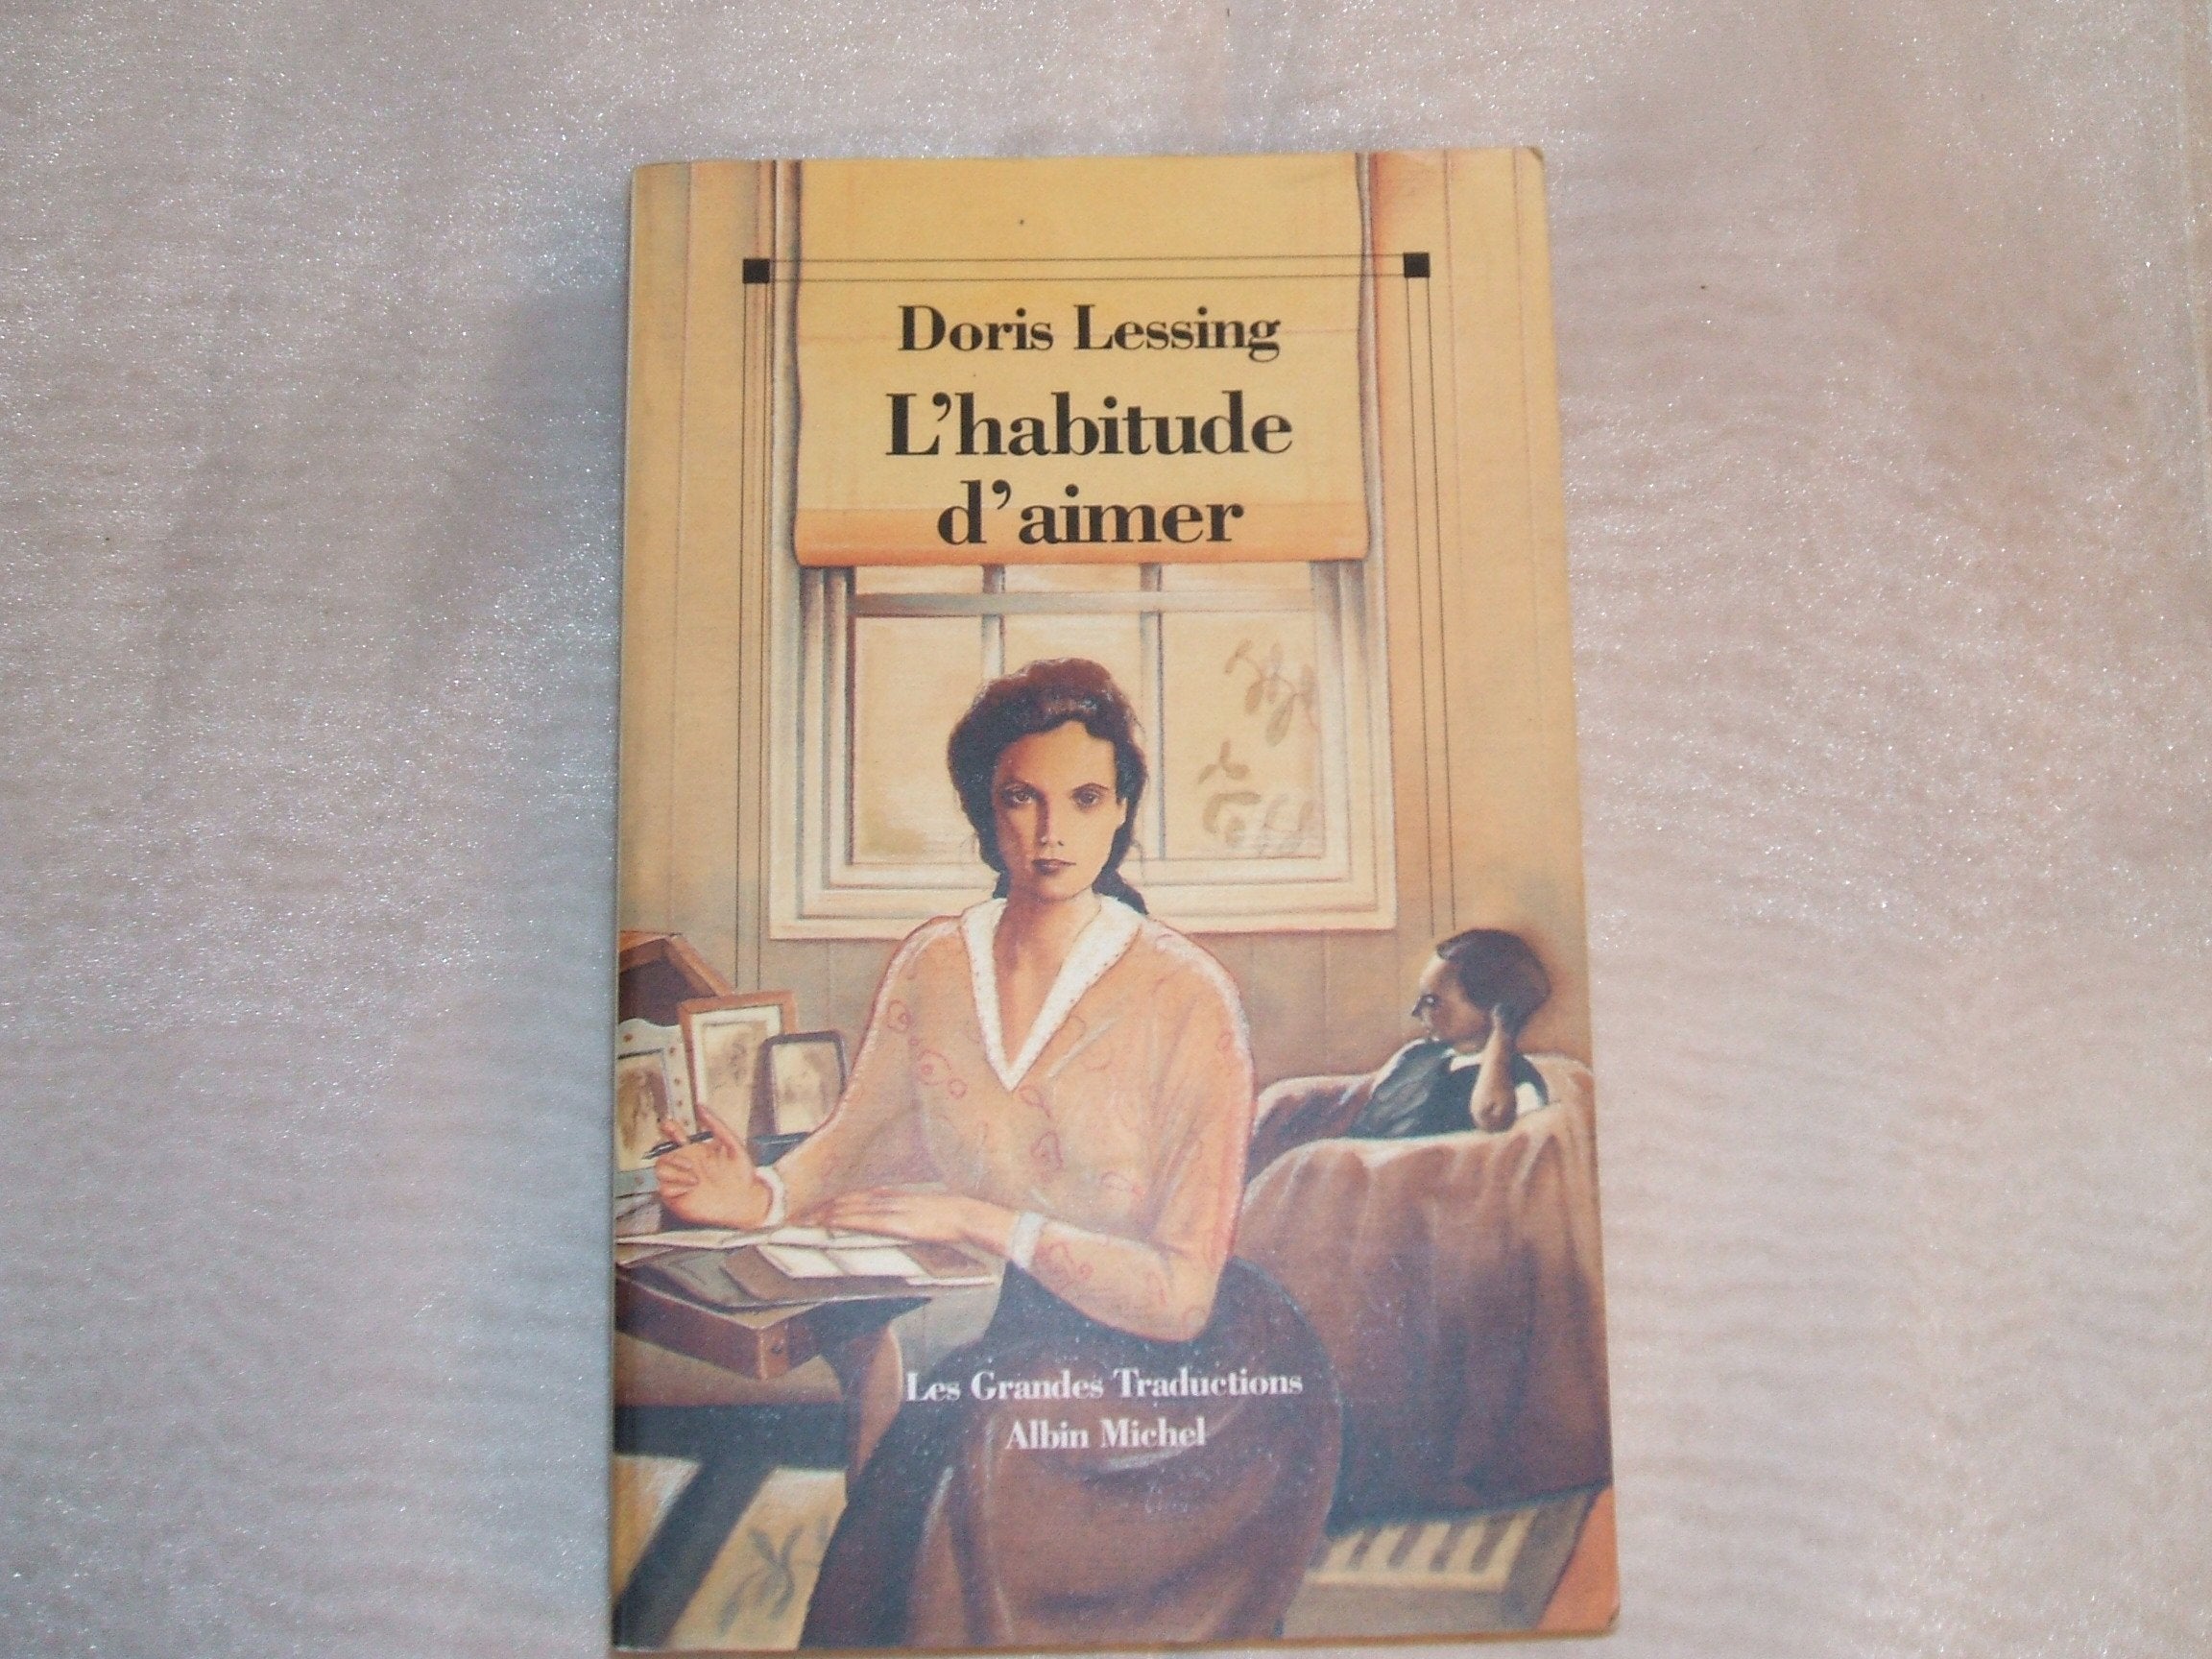 Doris Lessing
L'habitude
d'aimer
Les Grandes Traductions
Albin Michel